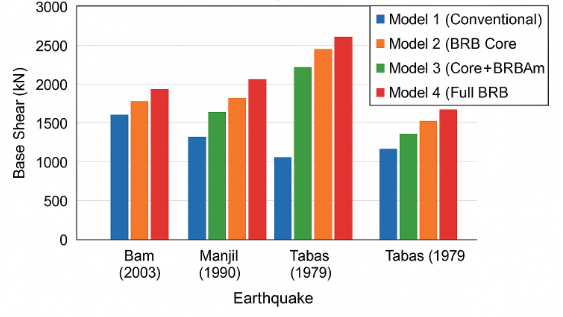 3000
2500
2000
1500
1000
500
0
Base Shear (kN)
Model 1 (Conventional)
Model 2 (BRB Core
Model 3 (Core+BRBAm
Model 4 (Full BRB
Bam
(2003)
Manjil
(1990)
Tabas
(1979)
Tabas (1979
Earthquake